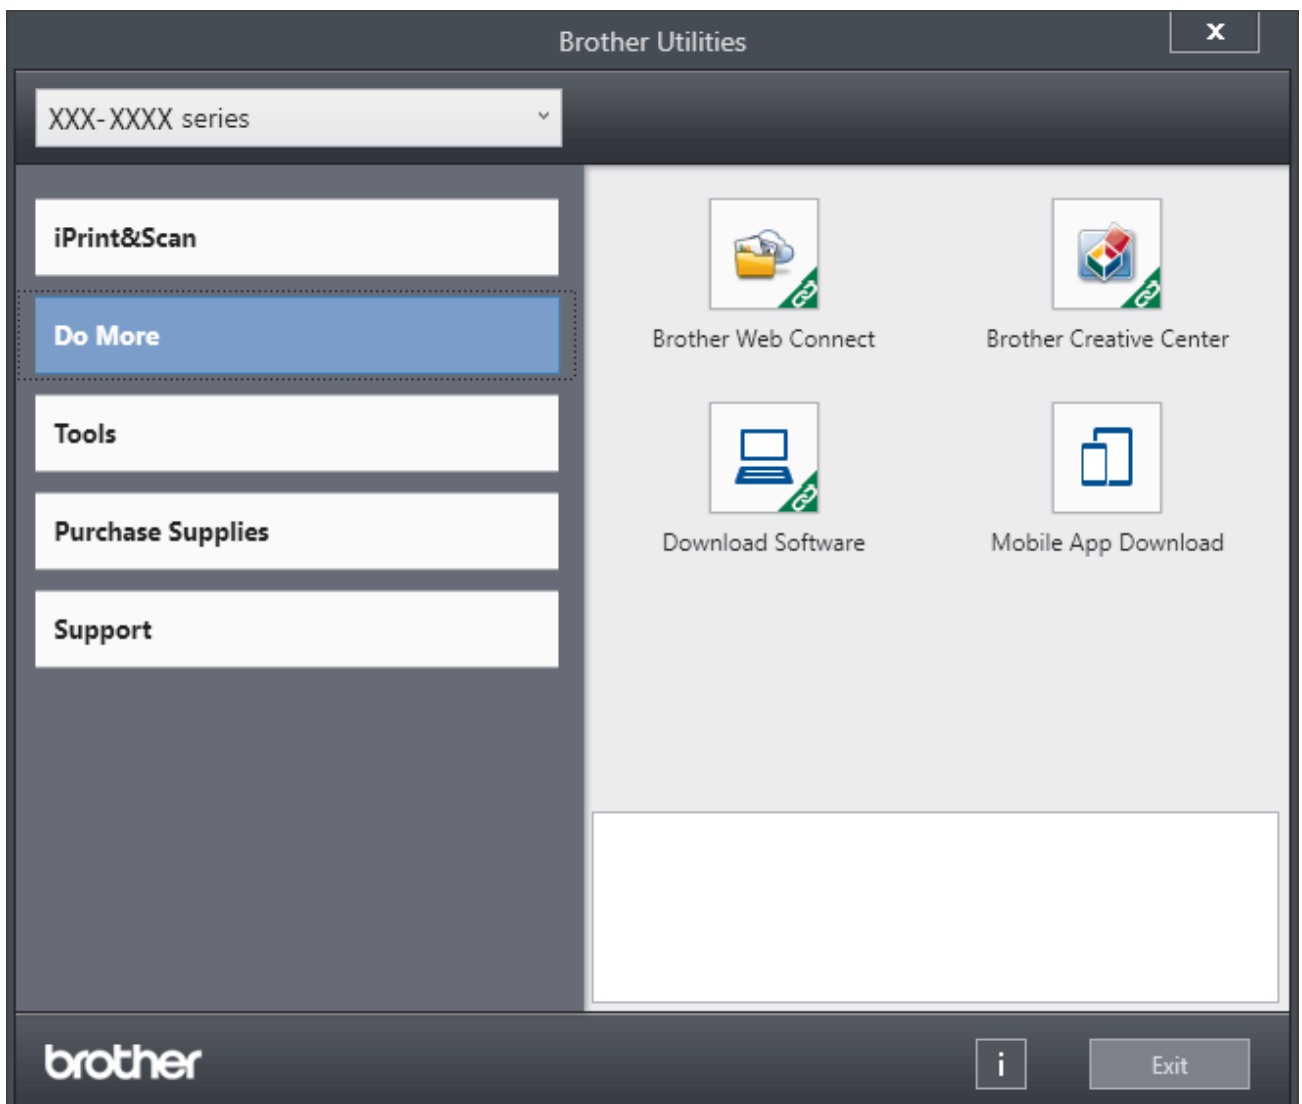 Brother Utilities
X
XXX-XXXX series
iPrint&Scan
Do More
Tools
Purchase Supplies
Support
Brother Web Connect
Brother Creative Center
Download Software
Mobile App Download
brother
i
Exit